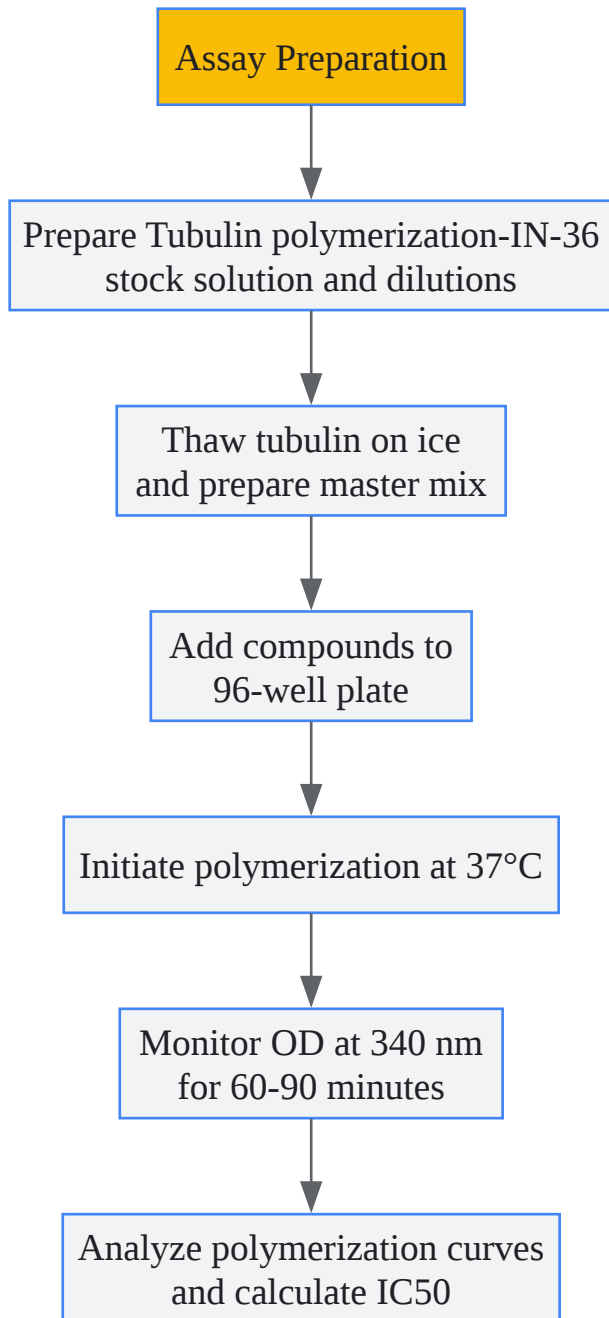 Assay Preparation
Prepare Tubulin polymerization-IN-36
stock solution and dilutions
Thaw tubulin on ice
and prepare master mix
Add compounds to
96-well plate
Initiate polymerization at 37°C
Monitor OD at 340 nm
for 60-90 minutes
Analyze polymerization curves
and calculate IC50